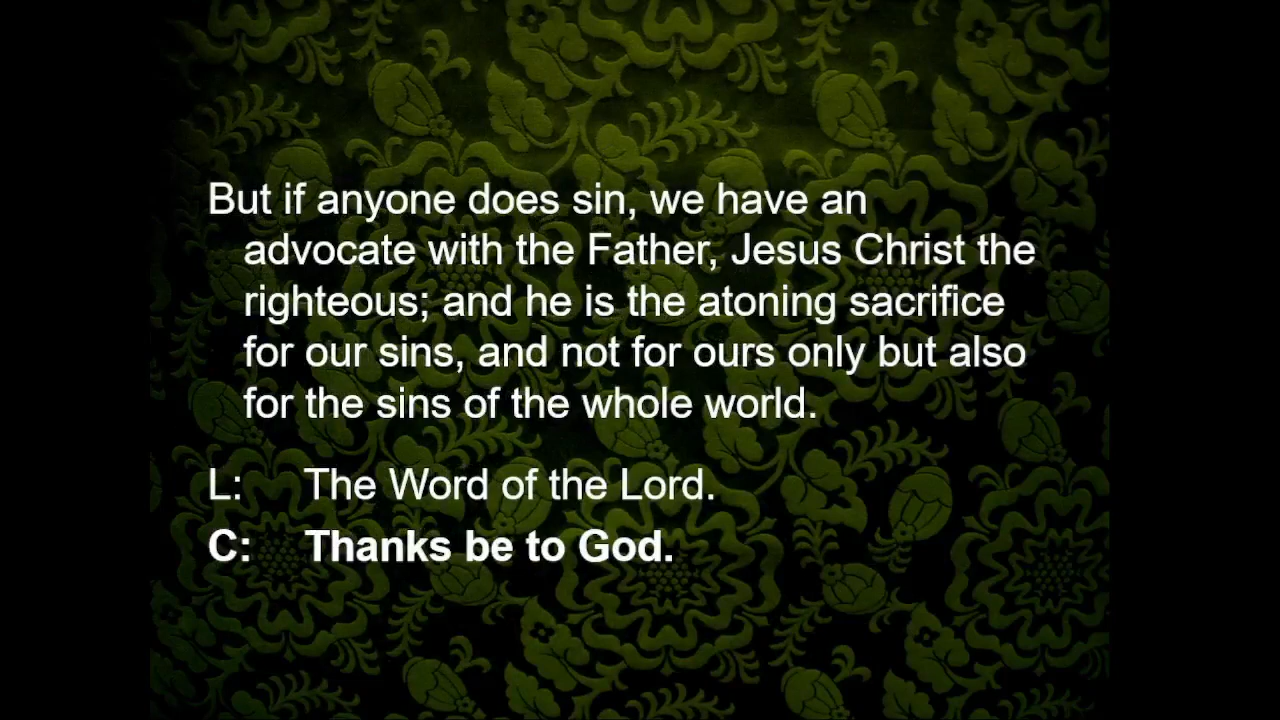 But if anyone does sin, we have an
advocate with the Father, Jesus Christ the
righteous; and he is the atoning sacrifice
for our sins, and not for ours only but also
for the sins of the whole world.
L: The Word of the Lord.
C: Thanks be to God.